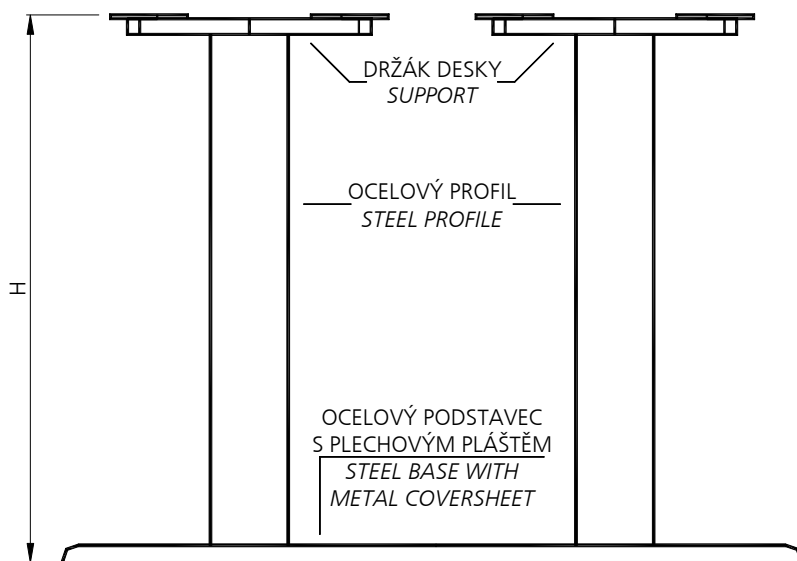 DRŽÁK DESKY
SUPPORT
OCELOVÝ PROFIL
STEEL PROFILE
H
OCELOVÝ PODSTAVEC
S PLECHOVÝM PLÁŠTĚM
STEEL BASE WITH
METAL COVERSHEET